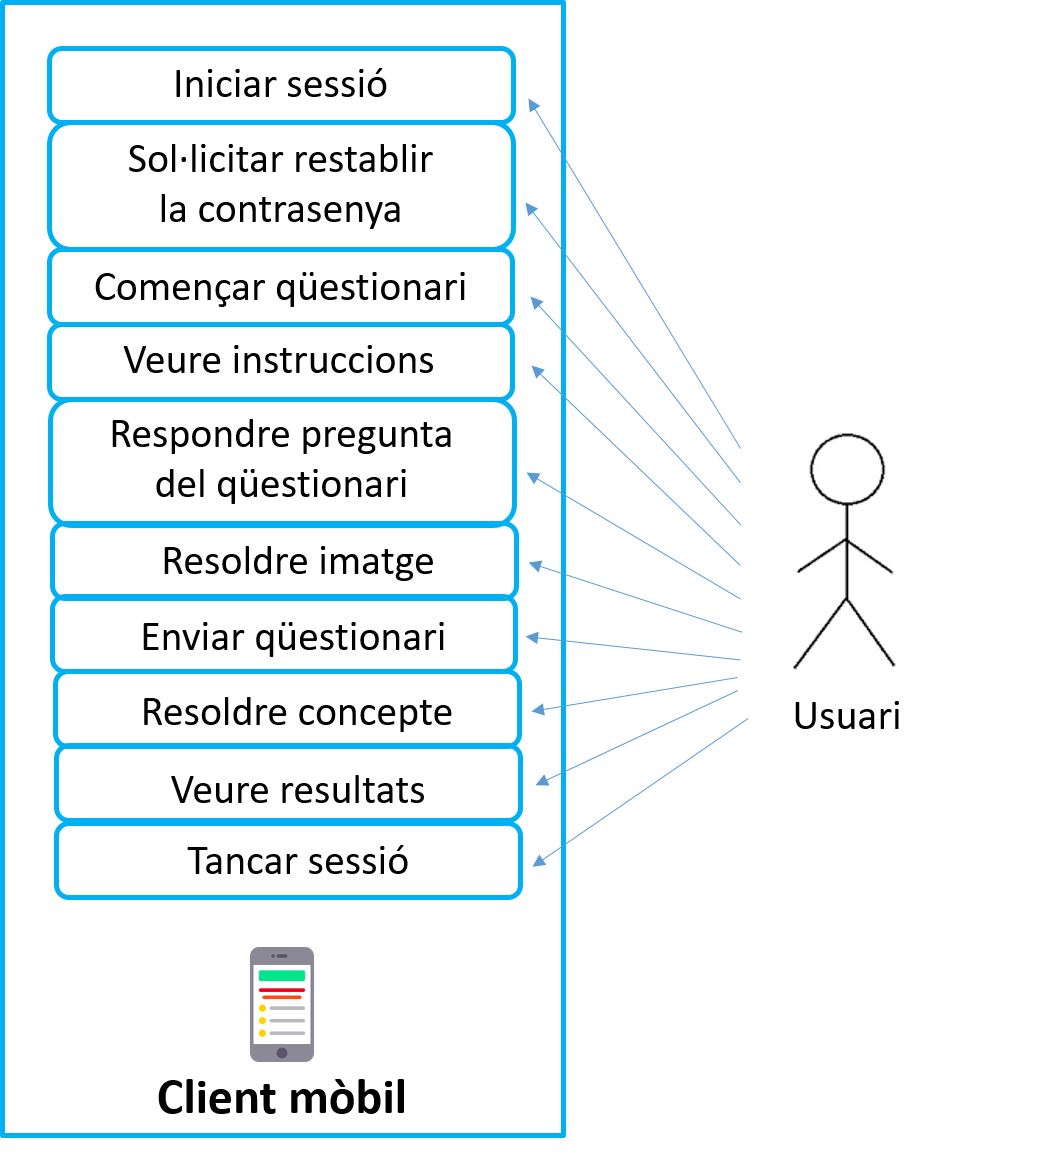 Iniciar sessió
Sol·licitar restablir
la contrasenya
Començar qüestionari
Veure instruccions
Respondre pregunta
del qüestionari
Resoldre imatge
Enviar qüestionari
Resoldre concepte
Veure resultats
Tancar sessió
Usuari
Client mòbil